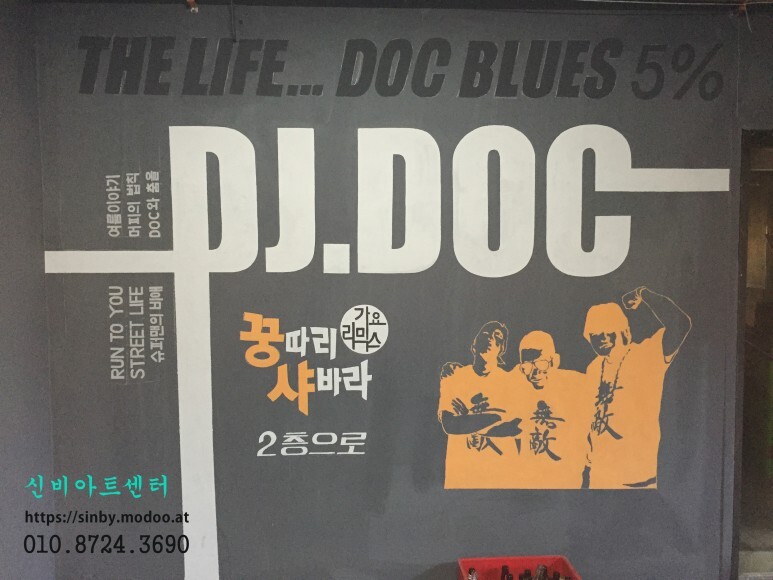 THE LIFE... DOC BLUES 5%
DJ.DOC
여름이야기
머피의 법칙
DOC와 춤을
RUN TO YOU
STREET LIFE
슈퍼맨의 비애
가요
리믹스
꿍따리
샤바라
2층으로
無敵
無敵
無敵
신비아트센터
https://sinby.modoo.at
010.8724.3690